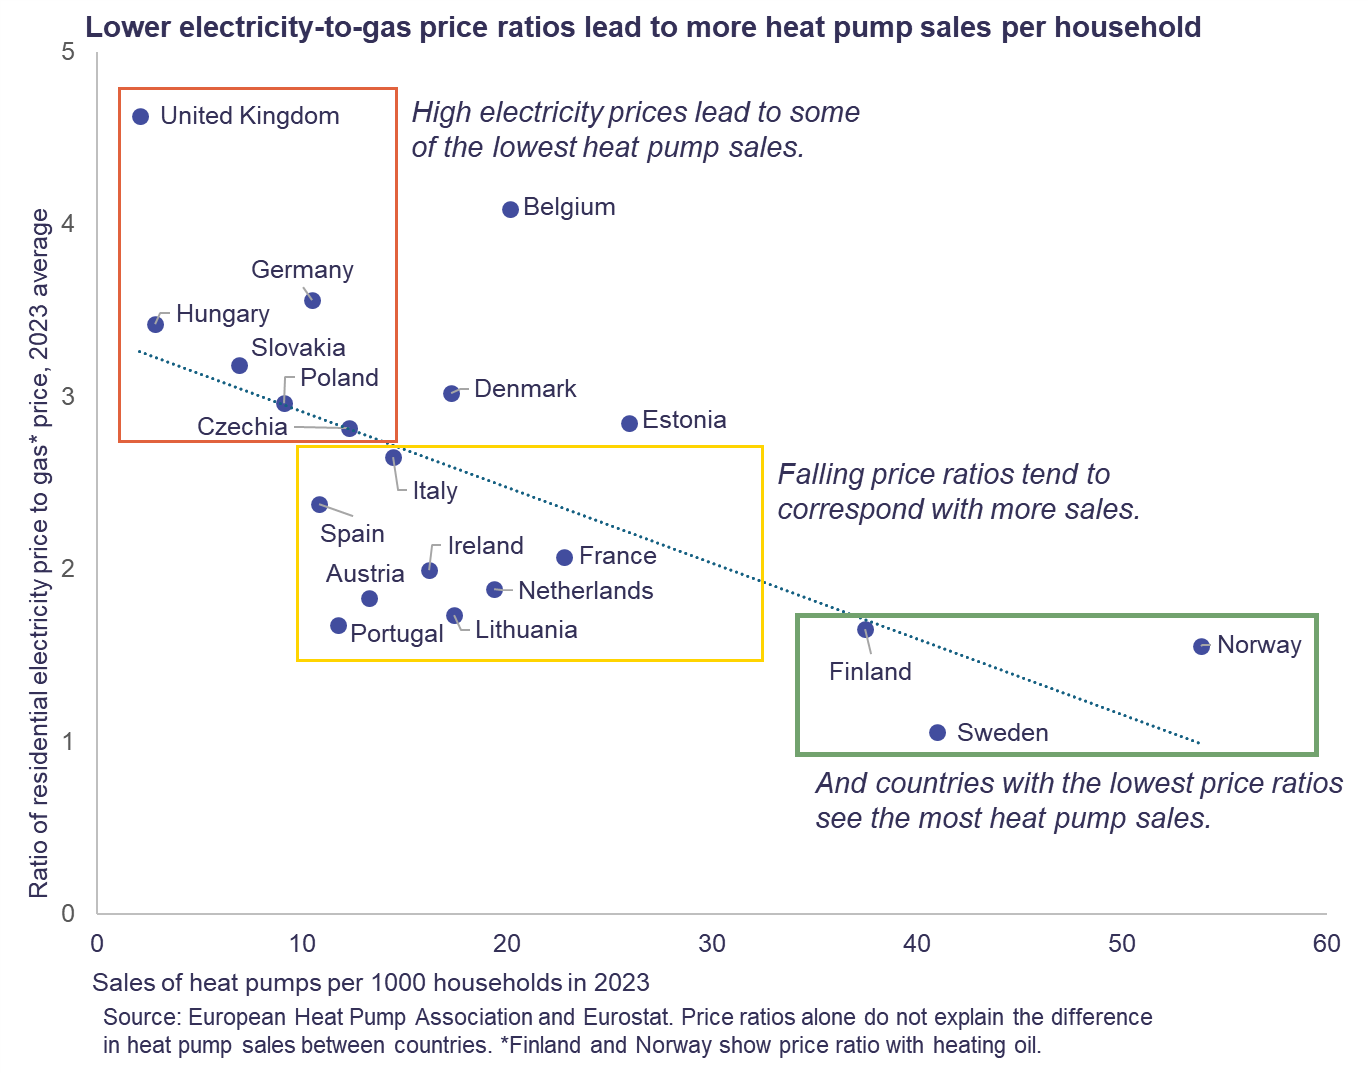 Lower electricity-to-gas price ratios lead to more heat pump sales per household
5
4
3
2
1
0
Ratio of residential electricity price to gas* price, 2023 average
United Kingdom
High electricity prices lead to some
of the lowest heat pump sales.
Belgium
Germany
Hungary
Slovakia
Poland
Czechia
Denmark
Estonia
Italy
Spain
Ireland
Austria
France
Netherlands
Portugal
Lithuania
Falling price ratios tend to
correspond with more sales.
Finland
Norway
Sweden
And countries with the lowest price ratios
see the most heat pump sales.
0 10 20 30 40 50 60
Sales of heat pumps per 1000 households in 2023
Source: European Heat Pump Association and Eurostat. Price ratios alone do not explain the difference
in heat pump sales between countries. *Finland and Norway show price ratio with heating oil.